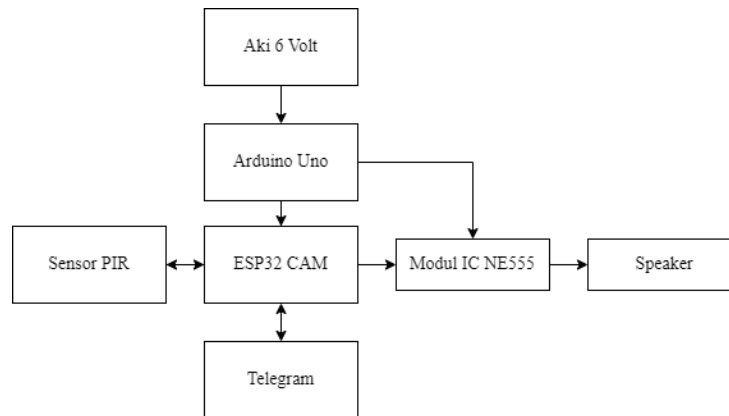 Aki 6 Volt
Arduino Uno
Sensor PIR
ESP32 CAM
Modul IC NE555
Speaker
Telegram